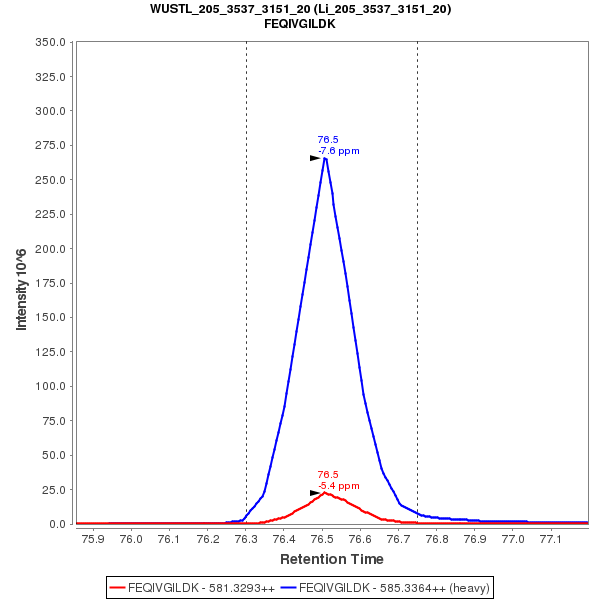 WUSTL_205_3537_3151_20 (Li_205_3537_3151_20)
FEQIVGILDK
350.0
325.0
300.0
275.0
250.0
225.0
200.0
175.0
150.0
125.0
100.0
75.0
50.0
25.0
0.0
Intensity 10^6
76.5
-7.6 ppm
76.5
-5.4 ppm
75.9 76.0 76.1 76.2 76.3 76.4 76.5 76.6 76.7 76.8 76.9 77.0 77.1
Retention Time
FEQIVGILDK - 581.3293++ FEQIVGILDK - 585.3364++ (heavy)